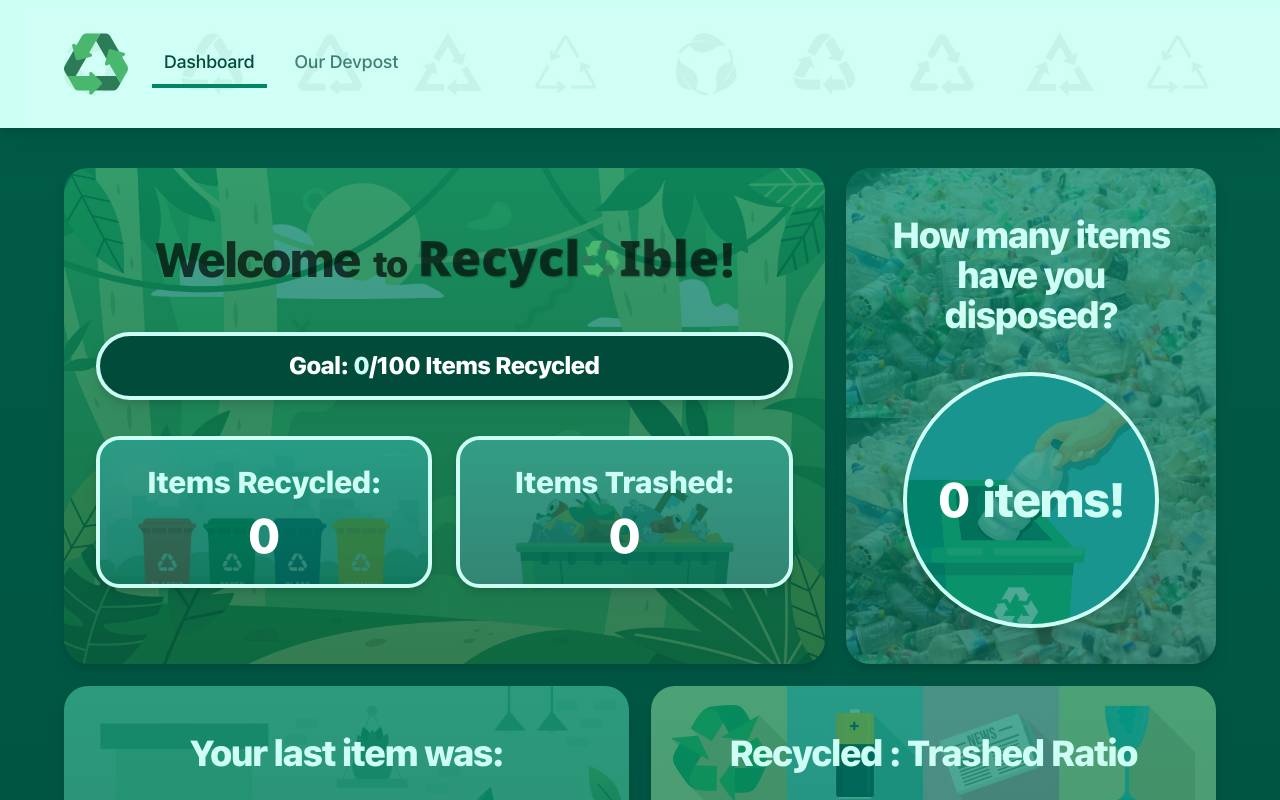 Dashboard
Our Devpost
Welcome to Recycl Ible!
Goal: 0/100 Items Recycled
Items Recycled:
0
Items Trashed:
0
How many items
have you
disposed?
0 items!
Your last item was:
Recycled : Trashed Ratio
NEWS